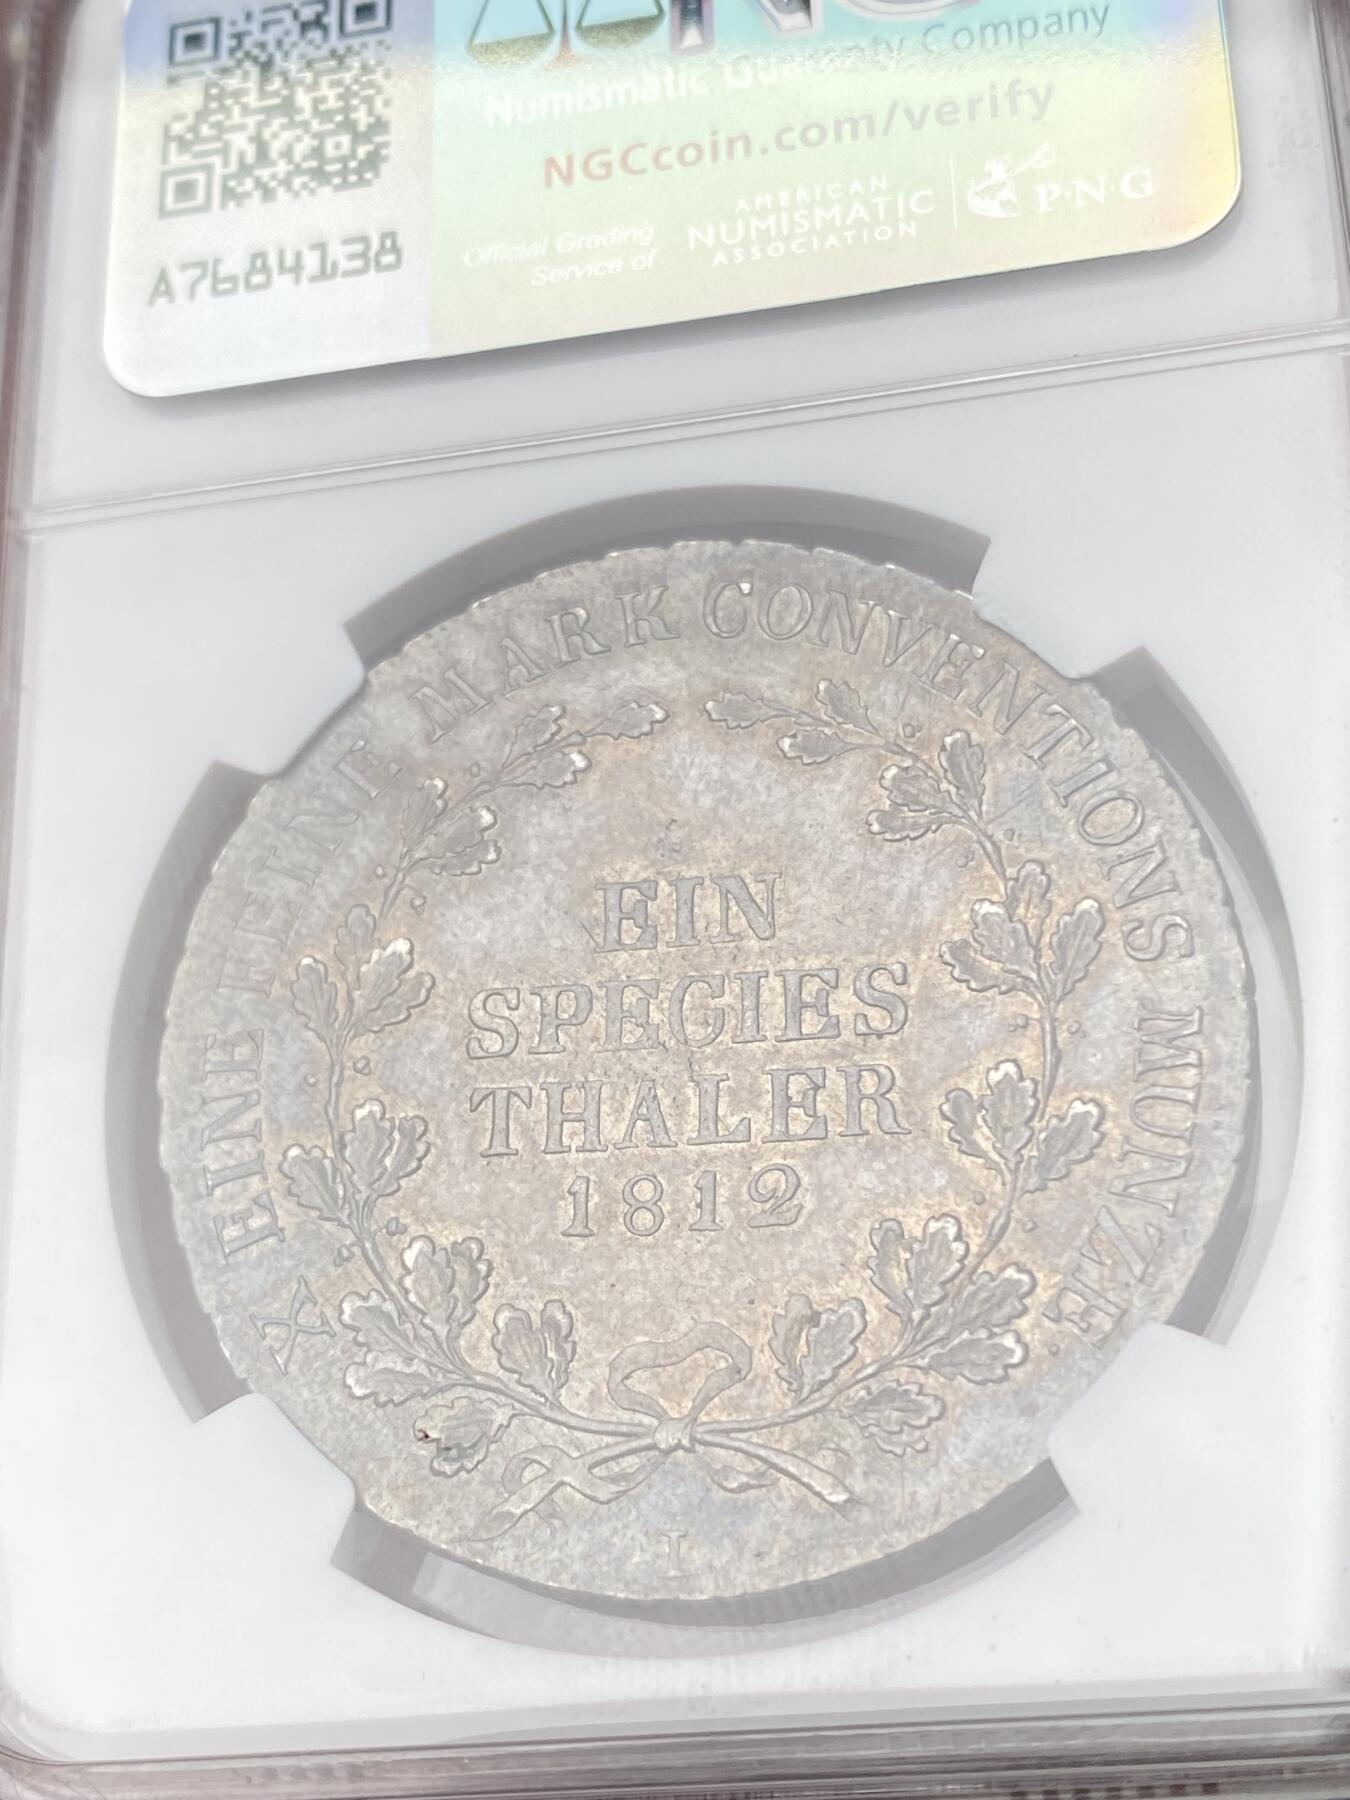 Numismatic Guaranty Company
NGCcoin.com/verify
A7684138
Official Grading
Service of
AMERICAN
NUMISMATIC
ASSOCIATION
P·N·G
X EINE FEINE MARK CONVENTIONS MUNZE
EIN
SPECIES
THALER
1812
I